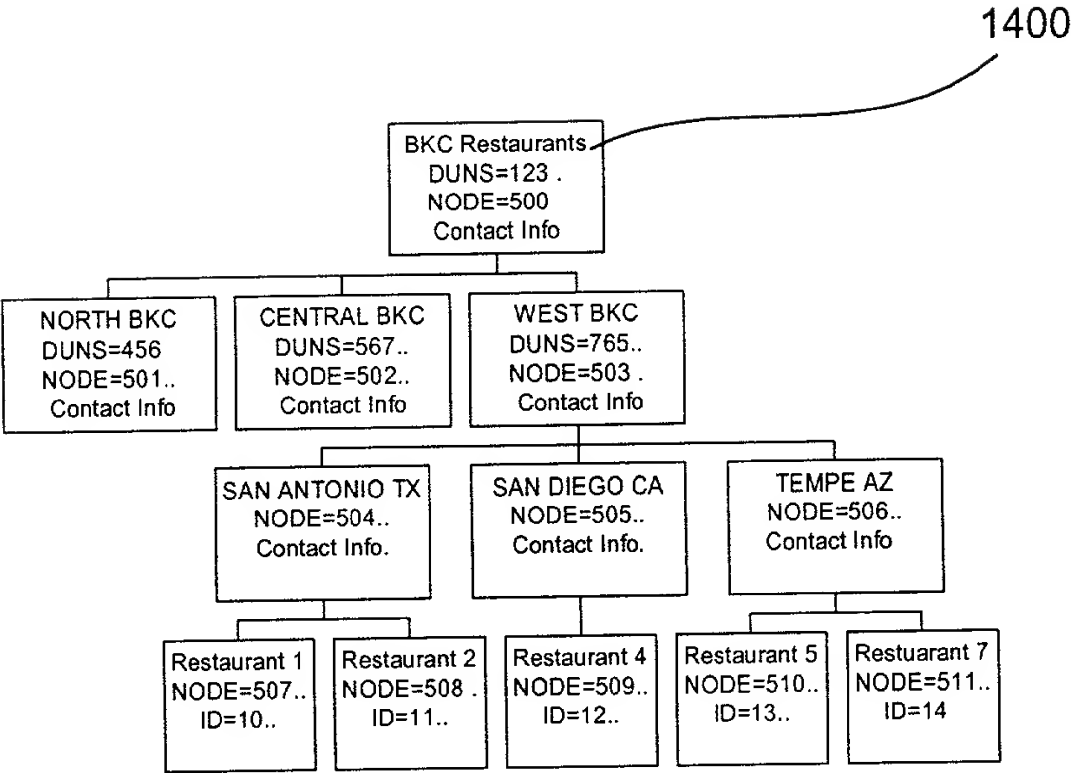 1400
BKC Restaurants
DUNS=123 .
NODE=500
Contact Info
NORTH BKC
DUNS=456
NODE=501..
Contact Info
CENTRAL BKC
DUNS=567..
NODE=502..
Contact Info
WEST BKC
DUNS=765..
NODE=503 .
Contact Info
SAN ANTONIO TX
NODE=504..
Contact Info.
SAN DIEGO CA
NODE=505..
Contact Info.
TEMPE AZ
NODE=506..
Contact Info
Restaurant 1
NODE=507..
ID=10..
Restaurant 2
NODE=508 .
ID=11..
Restaurant 4
NODE=509..
ID=12..
Restaurant 5
NODE=510..
ID=13..
Restuarant 7
NODE=511..
ID=14